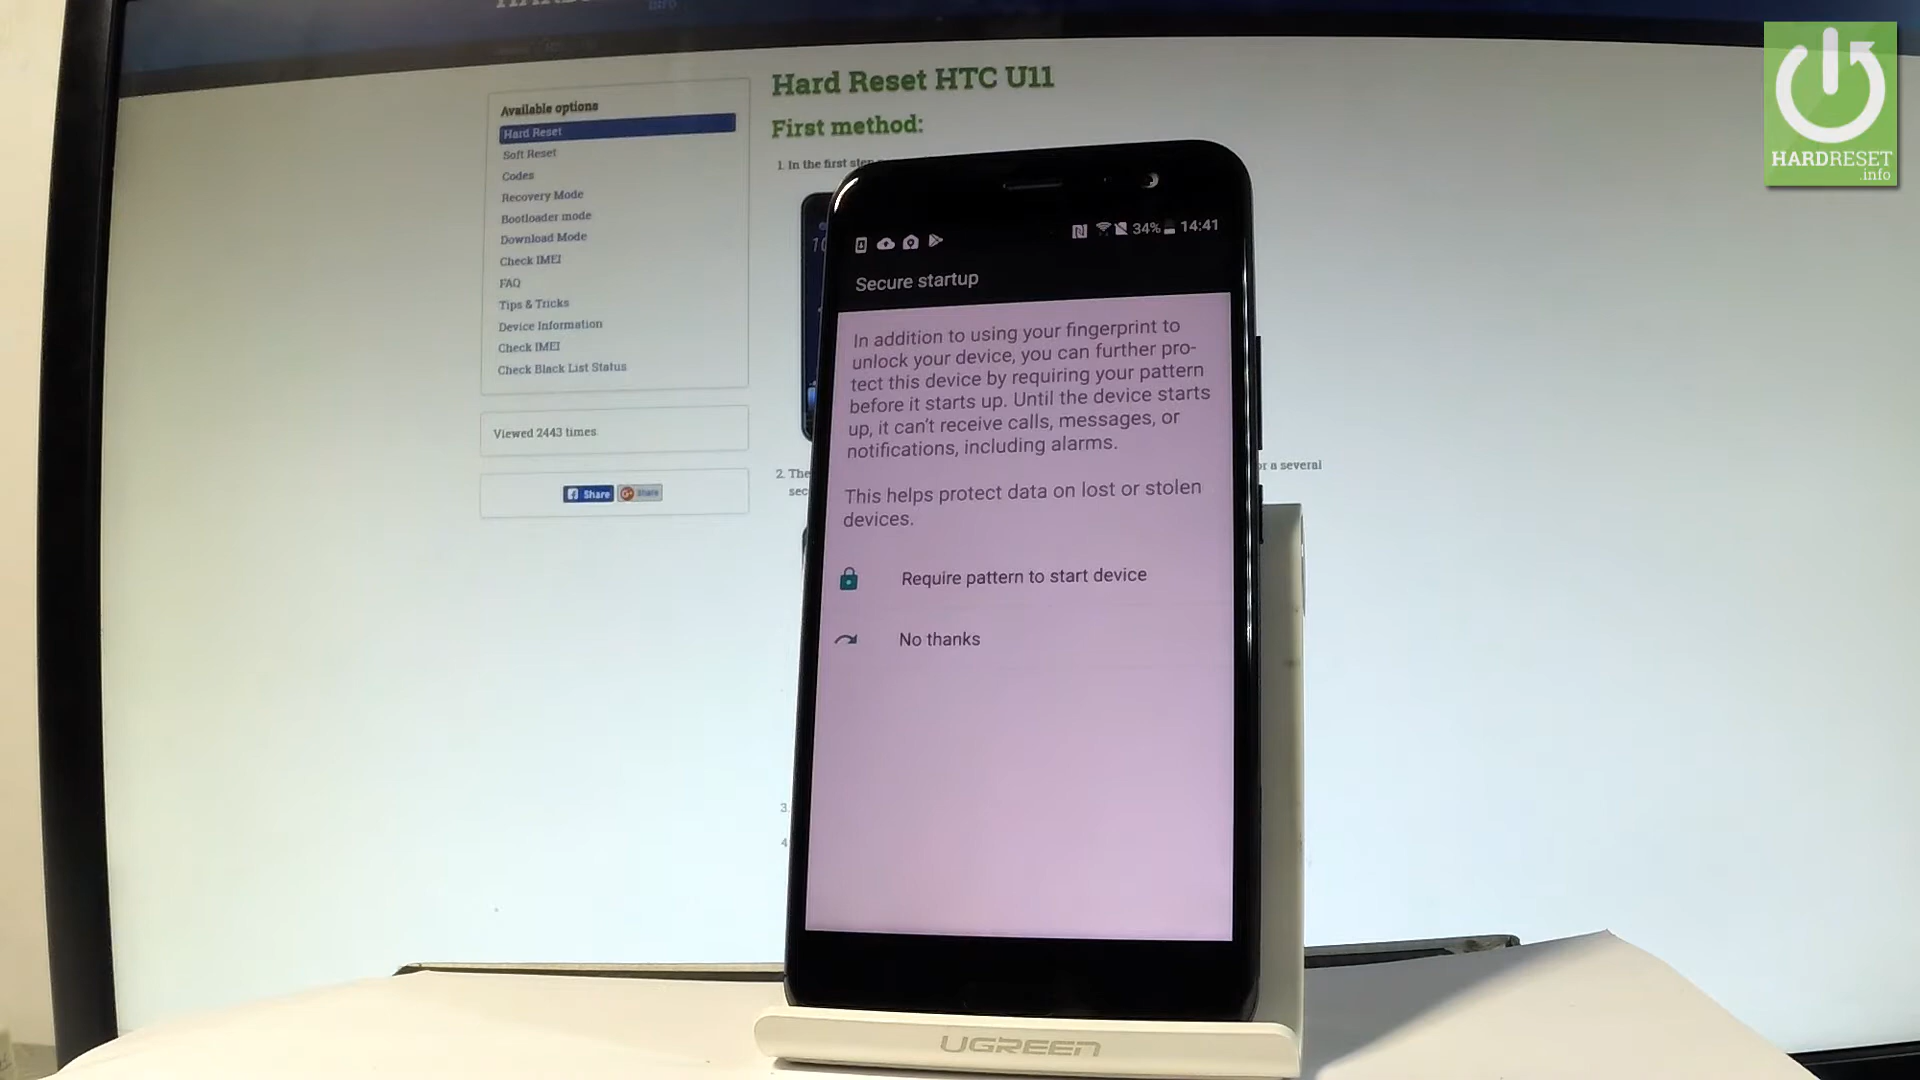 Hard Reset HTC U11
First method:
1. In the first step
Available options
Hard Reset
Soft Reset
Codes
Recovery Mode
Bootloader mode
Download Mode
Check IMEI
FAQ
Tips & Tricks
Device Information
Check IMEI
Check Black List Status
Viewed 2443 times.
Share
Share
2. The
sec
or a several
3.
4
34% 14:41
Secure startup
In addition to using your fingerprint to
unlock your device, you can further pro-
tect this device by requiring your pattern
before it starts up. Until the device starts
up, it can't receive calls, messages, or
notifications, including alarms.
This helps protect data on lost or stolen
devices.
Require pattern to start device
No thanks
UGREEN
HARDRESET
.info